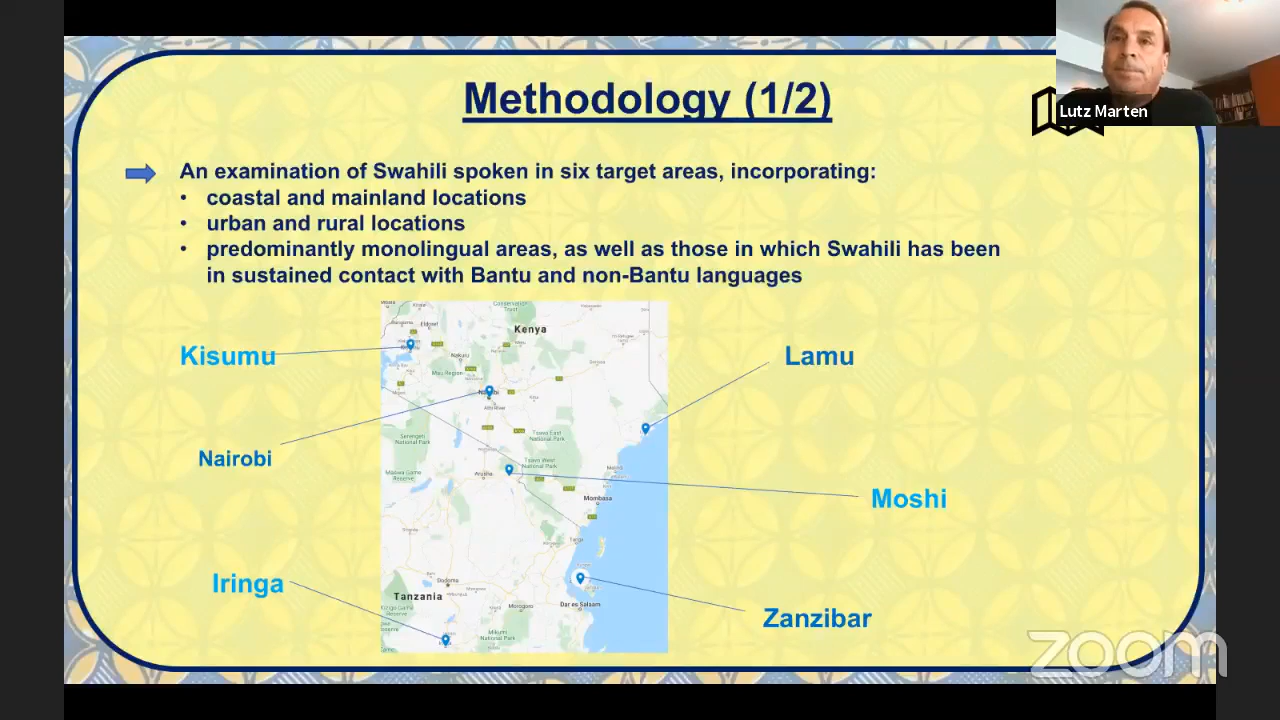 Methodology (1/2)
Lutz Marten
An examination of Swahili spoken in six target areas, incorporating:
• coastal and mainland locations
• urban and rural locations
• predominantly monolingual areas, as well as those in which Swahili has been
in sustained contact with Bantu and non-Bantu languages
Kenya
Kisumu
Lamu
Nairobi
Moshi
Mombasa
Iringa
Dodoma
Tanzania
Dar es Salaam
Zanzibar
zoom